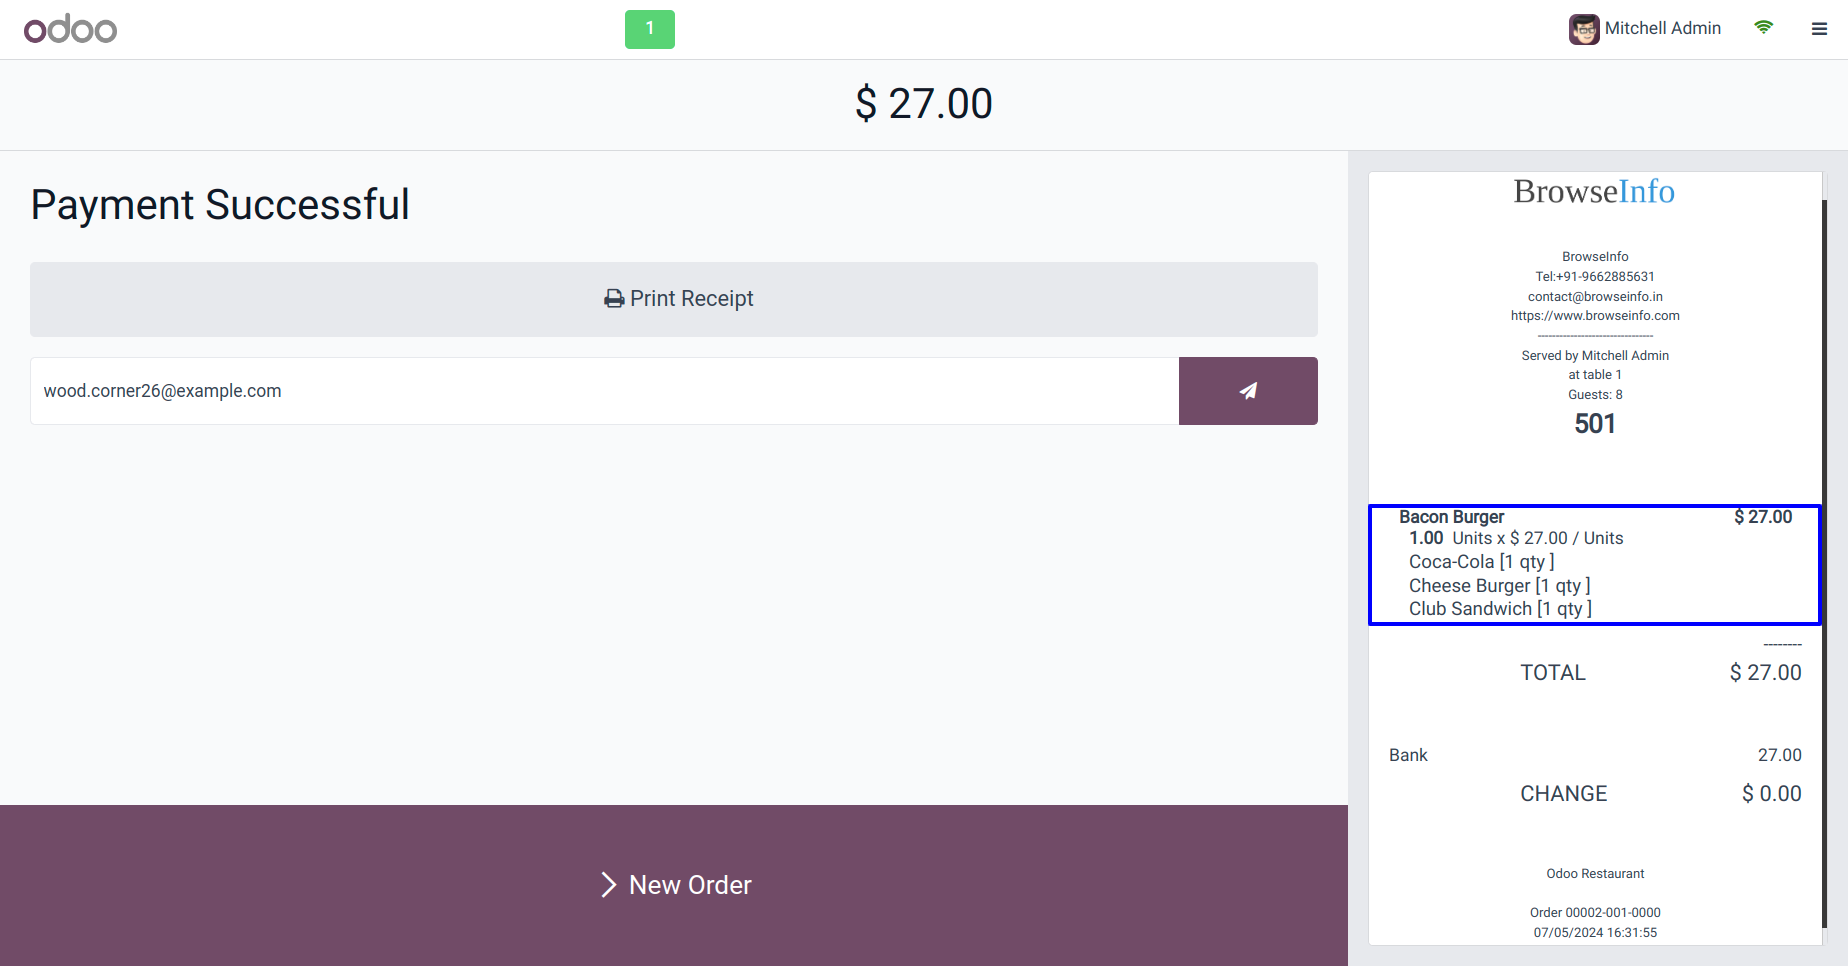 odoo
1
Mitchell Admin
$ 27.00
Payment Successful
Print Receipt
wood.corner26@example.com
New Order
BrowseInfo
BrowseInfo
Tel:+91-9662885631
contact@browseinfo.in
https://www.browseinfo.com
--------------------------------
Served by Mitchell Admin
at table 1
Guests: 8
501
Bacon Burger $ 27.00
1.00 Units x $ 27.00 / Units
Coca-Cola [1 qty ]
Cheese Burger [1 qty ]
Club Sandwich [1 qty ]
--------
TOTAL $ 27.00
Bank 27.00
CHANGE $ 0.00
Odoo Restaurant
Order 00002-001-0000
07/05/2024 16:31:55